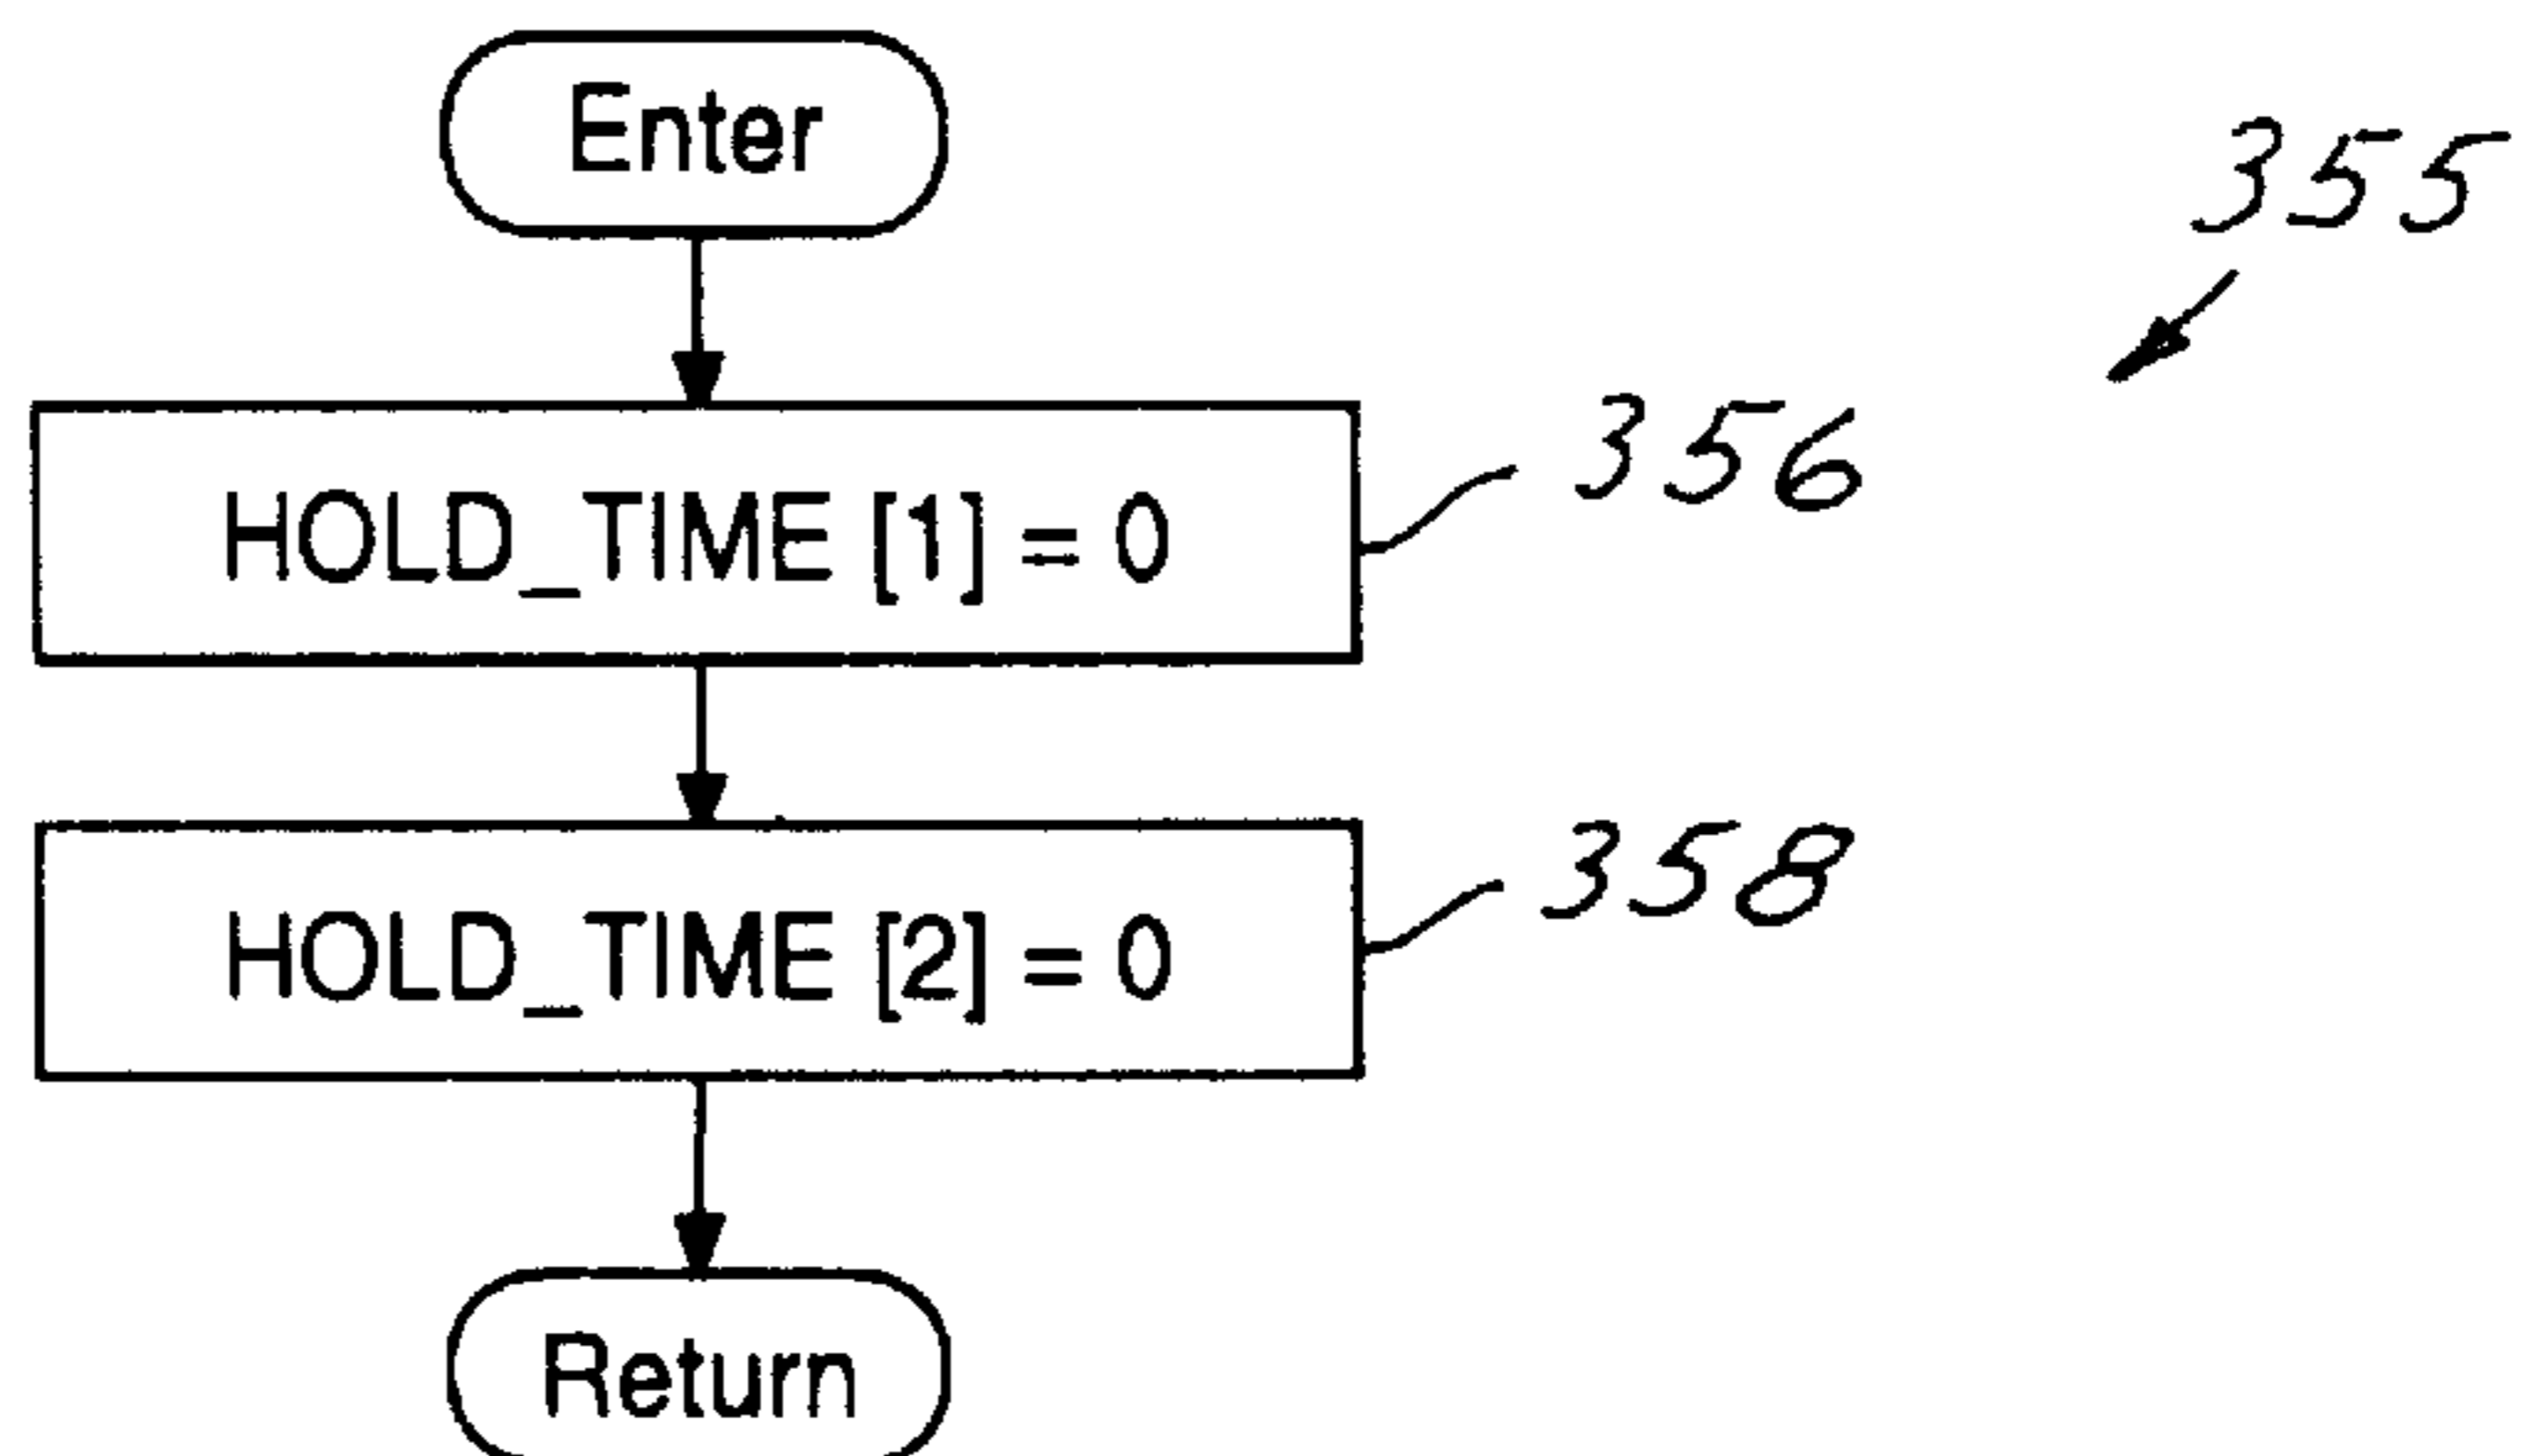 Enter
355
HOLD_TIME [1] = 0
356
HOLD_TIME [2] = 0
358
Return